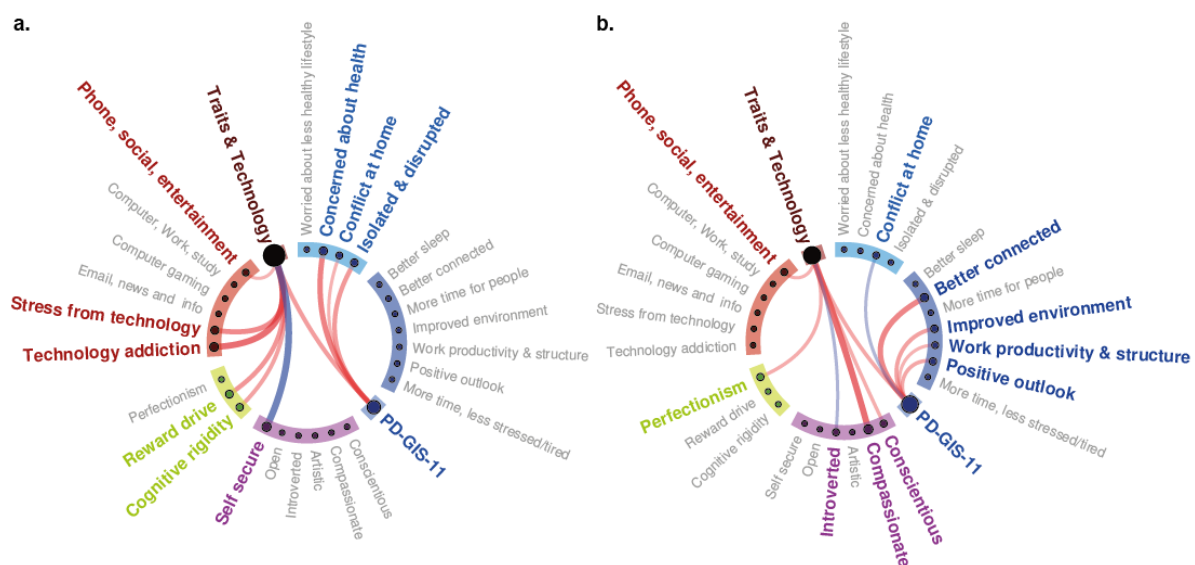 a.
Worried about less healthy lifestyle
Concerned about health
Conflict at home
Isolated & disrupted
Better sleep
Better connected
More time for people
Improved environment
Work productivity & structure
Positive outlook
More time, less stressed/tired
PD-GIS-11
Conscientious
Compassionate
Artistic
Introverted
Open
Self secure
Cognitive rigidity
Reward drive
Perfectionism
Technology addiction
Stress from technology
Email, news and info
Computer gaming
Computer, Work, study
Phone, social, entertainment
Traits & Technology
b.
Worried about less healthy lifestyle
Concerned about health
Conflict at home
Isolated & disrupted
Better sleep
Better connected
More time for people
Improved environment
Work productivity & structure
Positive outlook
More time, less stressed/tired
PD-GIS-11
Conscientious
Compassionate
Artistic
Introverted
Open
Self secure
Cognitive rigidity
Reward drive
Perfectionism
Technology addiction
Stress from technology
Email, news and info
Computer gaming
Computer, Work, study
Phone, social, entertainment
Traits & Technology